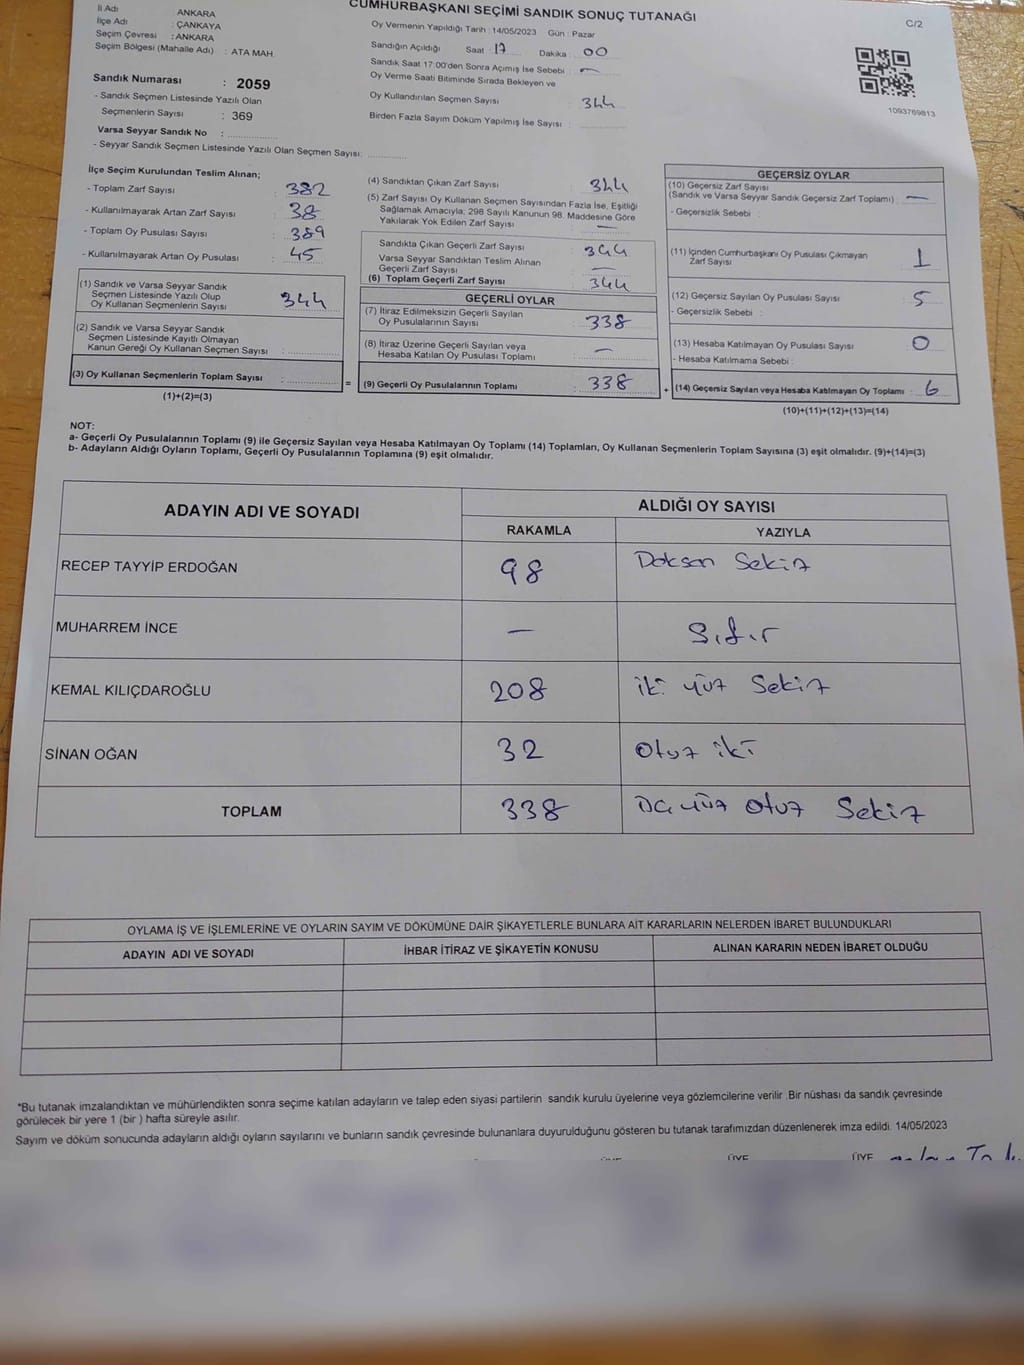 CUMHURBAŞKANI SEÇİMİ SANDIK SONUÇ TUTANAĞI
C/2
İl Adı : ANKARA
İlçe Adı : ÇANKAYA
Seçim Çevresi : ANKARA
Seçim Bölgesi (Mahalle Adı) : ATA MAH.
Sandık Numarası : 2059
- Sandık Seçmen Listesinde Yazılı Olan
Seçmenlerin Sayısı : 369
Varsa Seyyar Sandık No :
- Seyyar Sandık Seçmen Listesinde Yazılı Olan Seçmen Sayısı:
Oy Vermenin Yapıldığı Tarih : 14/05/2023 Gün : Pazar
Sandığın Açıldığı Saat : 17 Dakika : 00
Sandık Saat 17:00'den Sonra Açımış İse Sebebi : —
Oy Verme Saati Bitiminde Sırada Bekleyen ve
Oy Kullandırılan Seçmen Sayısı : 344
Birden Fazla Sayım Döküm Yapılmış İse Sayısı :
1093769813
İlçe Seçim Kurulundan Teslim Alınan;
- Toplam Zarf Sayısı : 382
- Kullanılmayarak Artan Zarf Sayısı : 38
- Toplam Oy Pusulası Sayısı : 389
- Kullanılmayarak Artan Oy Pusulası : 45
(1) Sandık ve Varsa Seyyar Sandık
Seçmen Listesinde Yazılı Olup
Oy Kullanan Seçmenlerin Sayısı : 344
(2) Sandık ve Varsa Seyyar Sandık
Seçmen Listesinde Kayıtlı Olmayan
Kanun Gereği Oy Kullanan Seçmen Sayısı :
(3) Oy Kullanan Seçmenlerin Toplam Sayısı :
(1)+(2)=(3)
=
(4) Sandıktan Çıkan Zarf Sayısı : 344
(5) Zarf Sayısı Oy Kullanan Seçmen Sayısından Fazla İse, Eşitliği
Sağlamak Amacıyla; 298 Sayılı Kanunun 98. Maddesine Göre
Yakılarak Yok Edilen Zarf Sayısı : —
Sandıkta Çıkan Geçerli Zarf Sayısı : 344
Varsa Seyyar Sandıktan Teslim Alınan
Geçerli Zarf Sayısı : —
(6) Toplam Geçerli Zarf Sayısı : 344
GEÇERLİ OYLAR
(7) İtiraz Edilmeksizin Geçerli Sayılan
Oy Pusulalarının Sayısı : 338
(8) İtiraz Üzerine Geçerli Sayılan veya
Hesaba Katılan Oy Pusulası Toplamı : —
(9) Geçerli Oy Pusulalarının Toplamı : 338
+
GEÇERSİZ OYLAR
(10) Geçersiz Zarf Sayısı
(Sandık ve Varsa Seyyar Sandık Geçersiz Zarf Toplamı) : —
- Geçersizlik Sebebi :
(11) İçinden Cumhurbaşkanı Oy Pusulası Çıkmayan
Zarf Sayısı : 1
(12) Geçersiz Sayılan Oy Pusulası Sayısı : 5
- Geçersizlik Sebebi :
(13) Hesaba Katılmayan Oy Pusulası Sayısı : 0
- Hesaba Katılmama Sebebi :
(14) Geçersiz Sayılan veya Hesaba Katılmayan Oy Toplamı : 6
(10)+(11)+(12)+(13)=(14)
NOT:
a- Geçerli Oy Pusulalarının Toplamı (9) ile Geçersiz Sayılan veya Hesaba Katılmayan Oy Toplamı (14) Toplamları, Oy Kullanan Seçmenlerin Toplam Sayısına (3) eşit olmalıdır. (9)+(14)=(3)
b- Adayların Aldığı Oyların Toplamı, Geçerli Oy Pusulalarının Toplamına (9) eşit olmalıdır.
ADAYIN ADI VE SOYADI
ALDIĞI OY SAYISI
RAKAMLA YAZIYLA
RECEP TAYYİP ERDOĞAN 98 Doksan Sekiz
MUHARREM İNCE — Sıfır
KEMAL KILIÇDAROĞLU 208 iki yüz Sekiz
SİNAN OĞAN 32 Otuz iki
TOPLAM 338 Üç yüz Otuz Sekiz
OYLAMA İŞ VE İŞLEMLERİNE VE OYLARIN SAYIM VE DÖKÜMÜNE DAİR ŞİKAYETLERLE BUNLARA AİT KARARLARIN NELERDEN İBARET BULUNDUKLARI
ADAYIN ADI VE SOYADI İHBAR İTİRAZ VE ŞİKAYETİN KONUSU ALINAN KARARIN NEDEN İBARET OLDUĞU
*Bu tutanak imzalandıktan ve mühürlendikten sonra seçime katılan adayların ve talep eden siyasi partilerin sandık kurulu üyelerine veya gözlemcilerine verilir. Bir nüshası da sandık çevresinde
görülecek bir yere 1 (bir ) hafta süreyle asılır.
Sayım ve döküm sonucunda adayların aldığı oyların sayılarını ve bunların sandık çevresinde bulunanlara duyurulduğunu gösteren bu tutanak tarafımızdan düzenlenerek imza edildi. 14/05/2023
ÜYE ÜYE